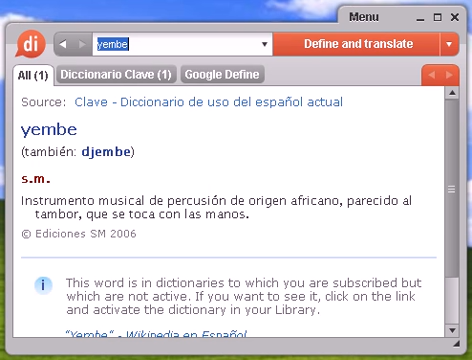 Menu
di
yembe
Define and translate
All (1)
Diccionario Clave (1)
Google Define
Source: Clave - Diccionario de uso del español actual
yembe
(también: djembe)
s.m.
Instrumento musical de percusión de origen africano, parecido al
tambor, que se toca con las manos.
© Ediciones SM 2006
i
This word is in dictionaries to which you are subscribed but
which are not active. If you want to see it, click on the link
and activate the dictionary in your Library.
"Yembe" - Wikipedia en Español